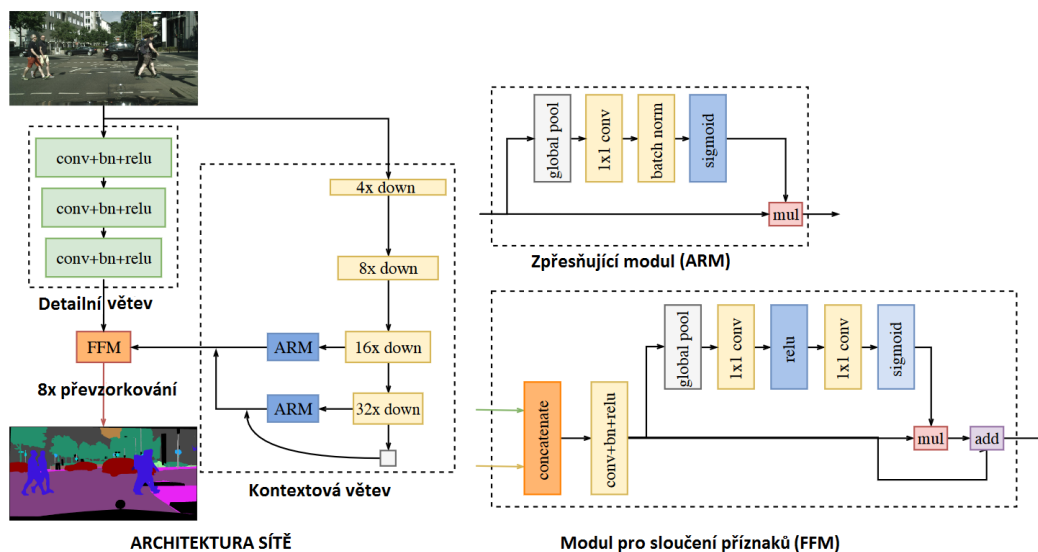 conv+bn+relu
conv+bn+relu
conv+bn+relu
Detailní větev
FFM
8x převzorkování
4x down
8x down
ARM
16x down
ARM
32x down
Kontextová větev
ARCHITEKTURA SÍTĚ
global pool
1x1 conv
batch norm
sigmoid
mul
Zpřesňující modul (ARM)
global pool
1x1 conv
relu
1x1 conv
sigmoid
concatenate
conv+bn+relu
mul
add
Modul pro sloučení příznaků (FFM)